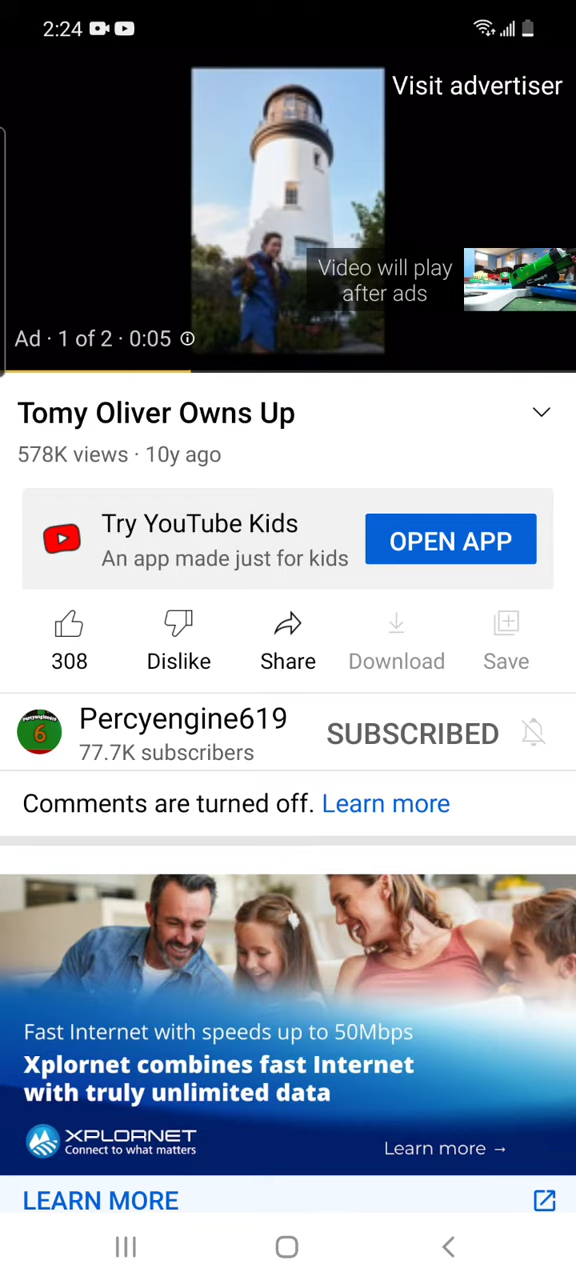 2:24
Visit advertiser
Video will play
after ads
Ad · 1 of 2 · 0:05
Tomy Oliver Owns Up
578K views · 10y ago
Try YouTube Kids
An app made just for kids
OPEN APP
308
Dislike
Share
Download
Save
Percyengine619
6
Percyengine619
77.7K subscribers
SUBSCRIBED
Comments are turned off. Learn more
Fast Internet with speeds up to 50Mbps
Xplornet combines fast Internet
with truly unlimited data
XPLORNET
Connect to what matters
Learn more →
LEARN MORE